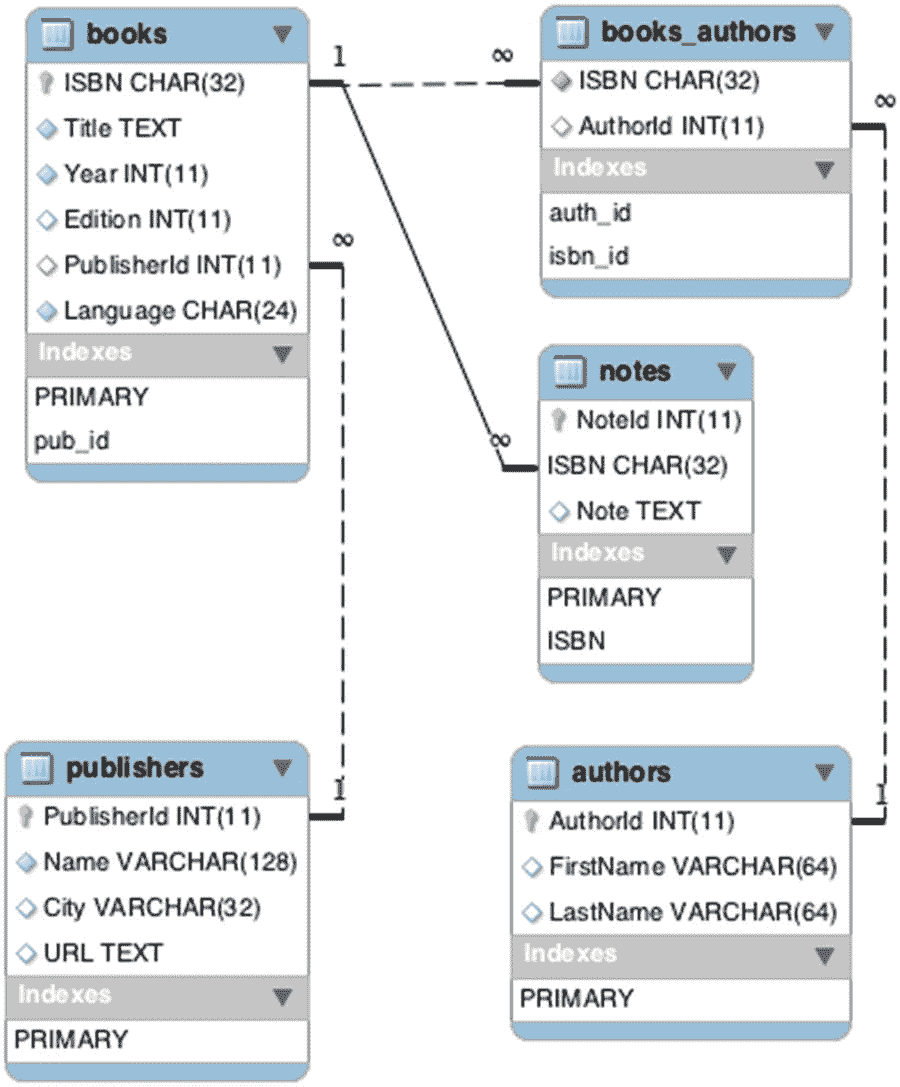 books
ISBN CHAR(32)
Title TEXT
Year INT(11)
Edition INT(11)
PublisherId INT(11)
Language CHAR(24)
Indexes
PRIMARY
pub_id
1
∞
∞
books_authors
ISBN CHAR(32)
AuthorId INT(11)
Indexes
auth_id
isbn_id
∞
notes
NoteId INT(11)
ISBN CHAR(32)
Note TEXT
Indexes
PRIMARY
ISBN
∞
publishers
PublisherId INT(11)
Name VARCHAR(128)
City VARCHAR(32)
URL TEXT
Indexes
PRIMARY
1
authors
AuthorId INT(11)
FirstName VARCHAR(64)
LastName VARCHAR(64)
Indexes
PRIMARY
1